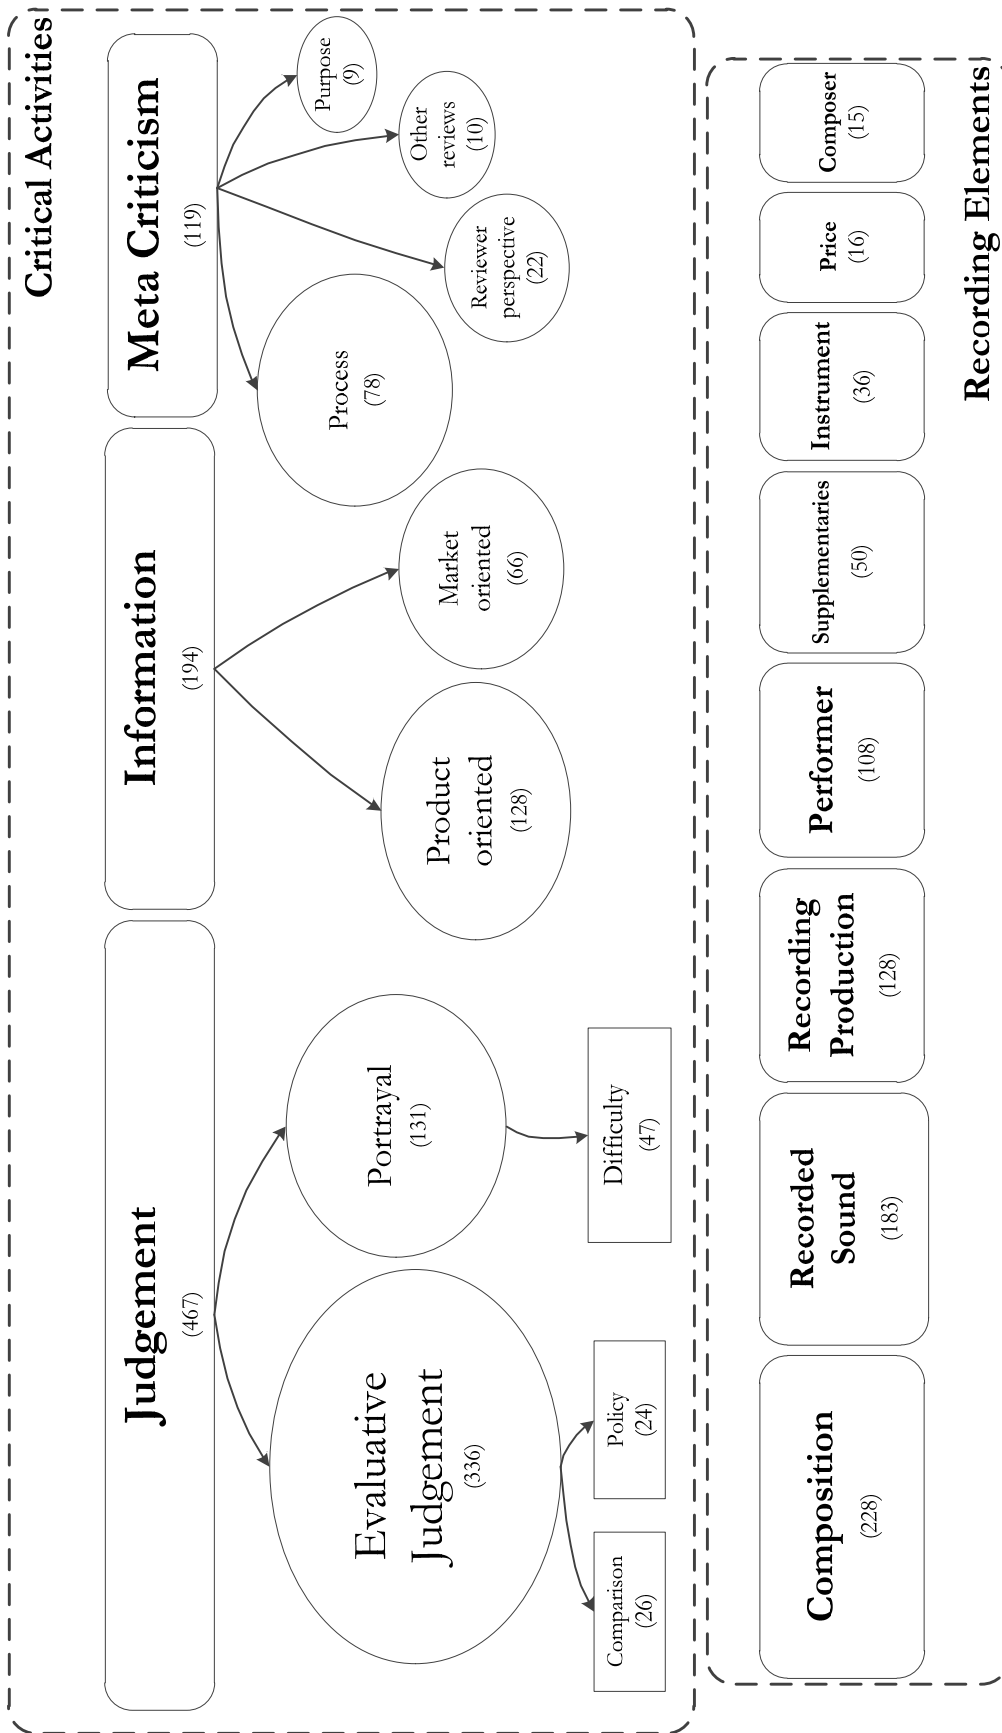 Critical Activities
Judgement
(467)
Information
(194)
Meta Criticism
(119)
Evaluative
Judgement
(336)
Portrayal
(131)
Product
oriented
(128)
Market
oriented
(66)
Process
(78)
Reviewer
perspective
(22)
Other
reviews
(10)
Purpose
(9)
Comparison
(26)
Policy
(24)
Difficulty
(47)
Composition
(228)
Recorded
Sound
(183)
Recording
Production
(128)
Performer
(108)
Supplementaries
(50)
Instrument
(36)
Price
(16)
Composer
(15)
Recording Elements